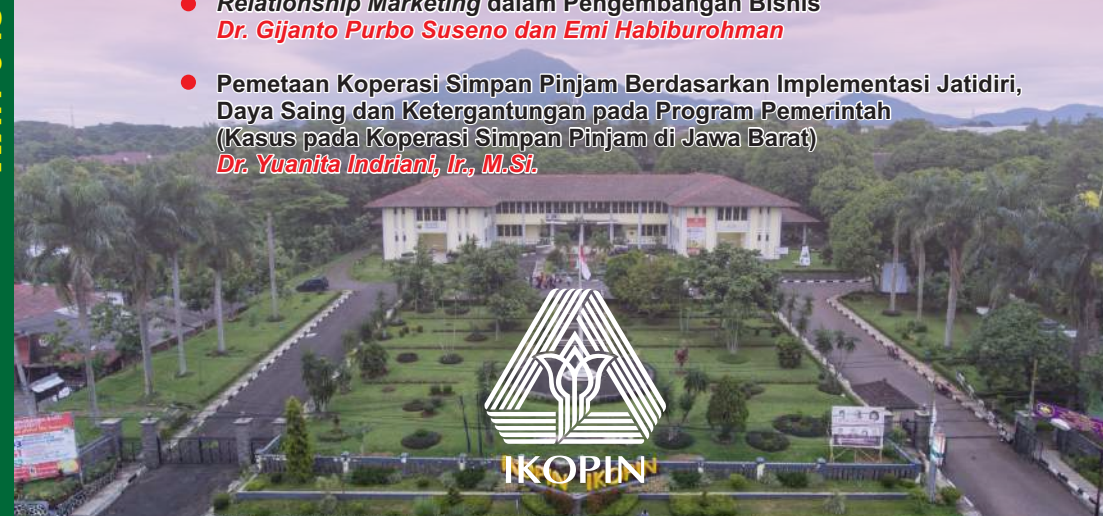 Relationship Marketing dalam Pengembangan Bisnis
Dr. Gijanto Purbo Suseno dan Emi Habiburohman
Pemetaan Koperasi Simpan Pinjam Berdasarkan Implementasi Jatidiri,
Daya Saing dan Ketergantungan pada Program Pemerintah
(Kasus pada Koperasi Simpan Pinjam di Jawa Barat)
Dr. Yuanita Indriani, Ir., M.Si.
IKOPIN
IKOPIN IKOPIN